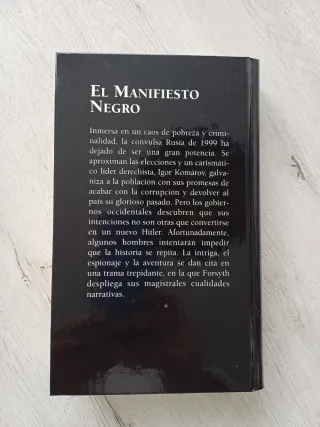 EL MANIFIESTO
NEGRO
Inmersa en un caos de pobreza y crimi-
nalidad, la convulsa Rusia de 1999 ha
dejado de ser una gran potencia. Se
aproximan las elecciones y un carismáti-
co líder derechista, Igor Komárov, galva-
niza a la población con sus promesas de
acabar con la corrupción y devolver al
país su glorioso pasado. Pero los gobier-
nos occidentales descubren que sus
intenciones no son otras que convertirse
en un nuevo Hitler. Afortunadamente,
algunos hombres intentarán impedir
que la historia se repita. La intriga, el
espionaje y la aventura se dan cita en
una trama trepidante, en la que Forsyth
despliega sus magistrales cualidades
narrativas.